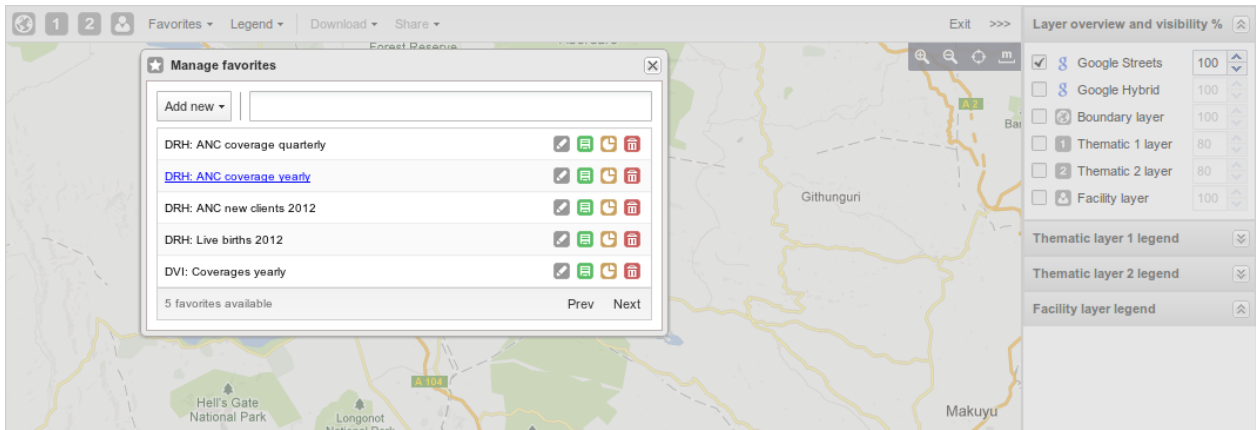 1 2 Favorites Legend Download Share Exit >>>
Layer overview and visibility %
Forest Reserve
Manage favorites
Add new
DRH: ANC coverage quarterly
DRH: ANC coverage yearly
DRH: ANC new clients 2012
DRH: Live births 2012
DVI: Coverages yearly
5 favorites available Prev Next
m
A 2
Githunguri
A 104
Hell's Gate
National Park
Longonot
National Park
Makuyu
Google Streets 100
Google Hybrid 100
Boundary layer 100
1 Thematic 1 layer 80
2 Thematic 2 layer 80
Facility layer 100
Thematic layer 1 legend
Thematic layer 2 legend
Facility layer legend